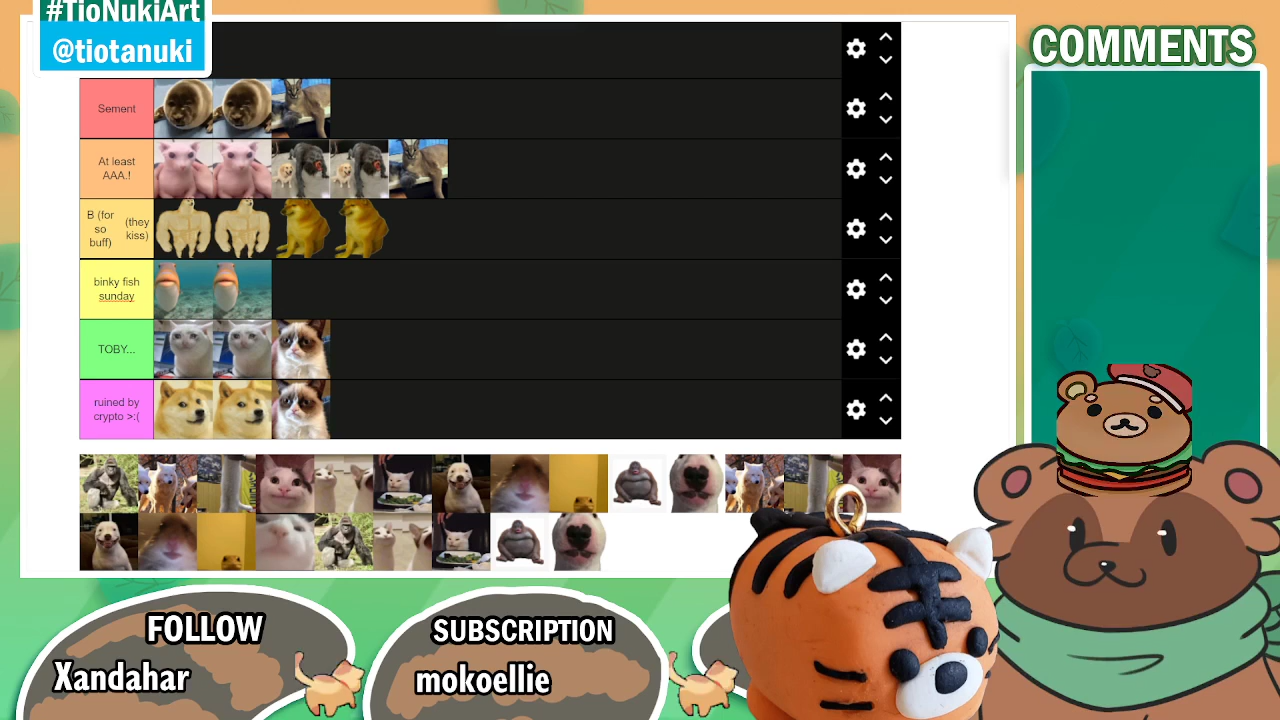 #TioNukiArt
@tiotanuki
COMMENTS
Sement
At least
AAA.!
B (for
so
buff)
(they
kiss)
binky fish
sunday
TOBY...
ruined by
crypto >:(
FOLLOW
Xandahar
SUBSCRIPTION
mokoellie